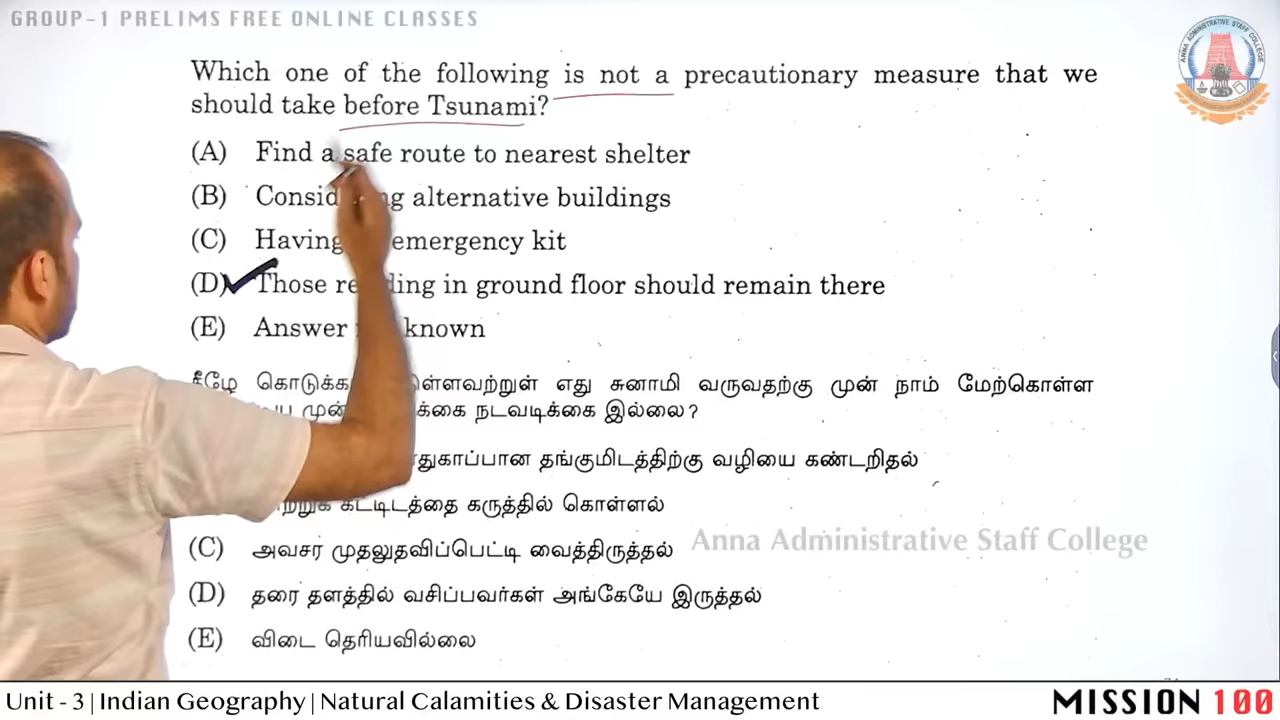 GROUP-1 PRELIMS FREE ONLINE CLASSES
Which one of the following is not a precautionary measure that we
should take before Tsunami?
(A) Find a safe route to nearest shelter
(B) alternative buildings
(C) Having emergency kit
(D) Those in ground floor should remain there
(E) Answer known
கீழே எது சுனாமி வருவதற்கு முன் நாம் மேற்கொள்ள
நடவடிக்கை இல்லை?
தங்குமிடத்திற்கு வழியை கண்டறிதல்
கட்டிடத்தை கருத்தில் கொள்ளல்
(C) அவசர முதலுதவிப்பெட்டி வைத்திருத்தல்
Anna Administrative Staff College
(D) தரை தளத்தில் வசிப்பவர்கள் அங்கேயே இருத்தல்
(E) விடை தெரியவில்லை
Unit - 3 | Indian Geography | Natural Calamities & Disaster Management
MISSION 100
ANNA ADMINISTRATIVE STAFF COLLEGE